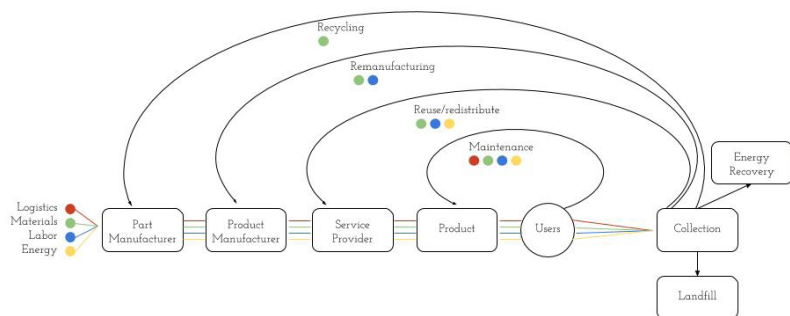 Recycling
Remanufacturing
Reuse/redistribute
Maintenance
Energy
Recovery
Logistics
Materials
Labor
Energy
Part
Manufacturer
Product
Manufacturer
Service
Provider
Product
Users
Collection
Landfill